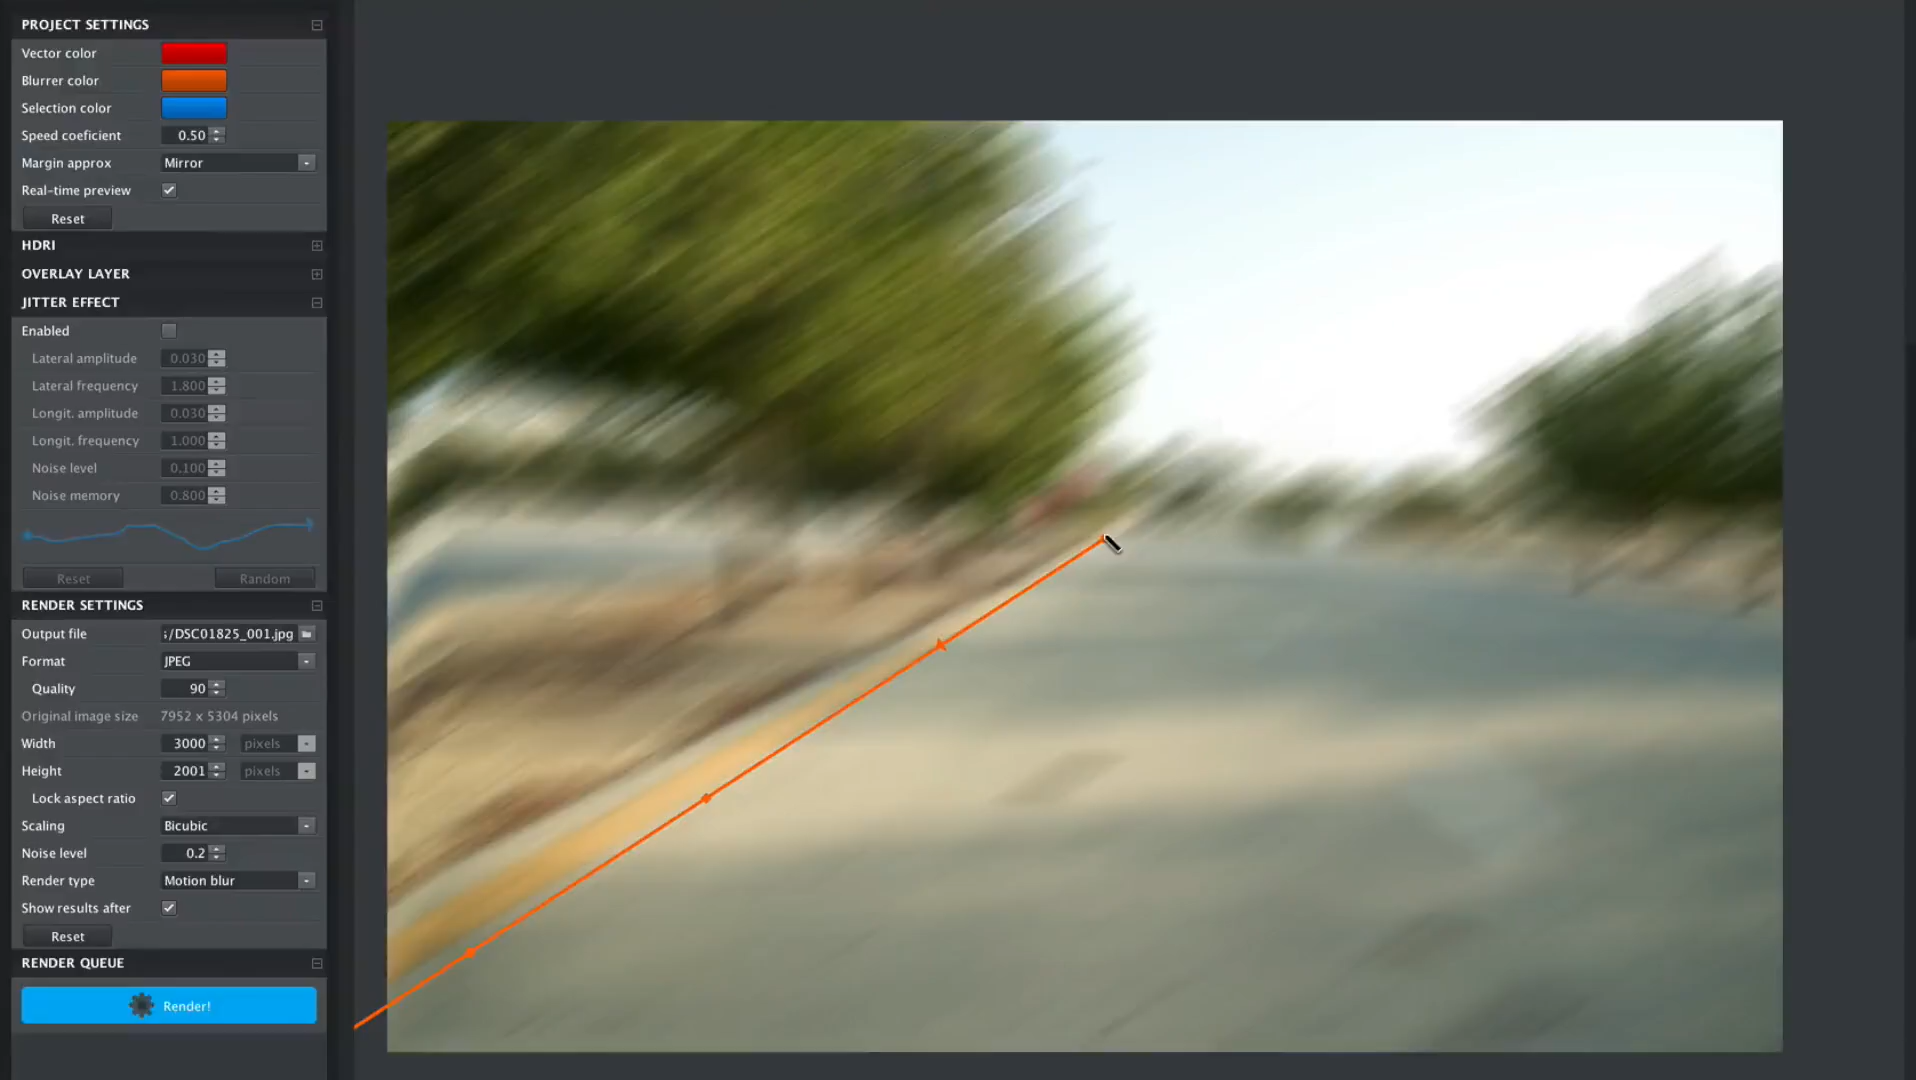 PROJECT SETTINGS
Vector color
Blurrer color
Selection color
Speed coeficient 0.50
Margin approx Mirror
Real-time preview
Reset
HDRI
OVERLAY LAYER
JITTER EFFECT
Enabled
Lateral amplitude 0.030
Lateral frequency 1.800
Longit. amplitude 0.030
Longit. frequency 1.000
Noise level 0.100
Noise memory 0.800
Reset Random
RENDER SETTINGS
Output file ;/DSC01825_001.jpg
Format JPEG
Quality 90
Original image size 7952 x 5304 pixels
Width 3000 pixels
Height 2001 pixels
Lock aspect ratio
Scaling Bicubic
Noise level 0.2
Render type Motion blur
Show results after
Reset
RENDER QUEUE
Render!